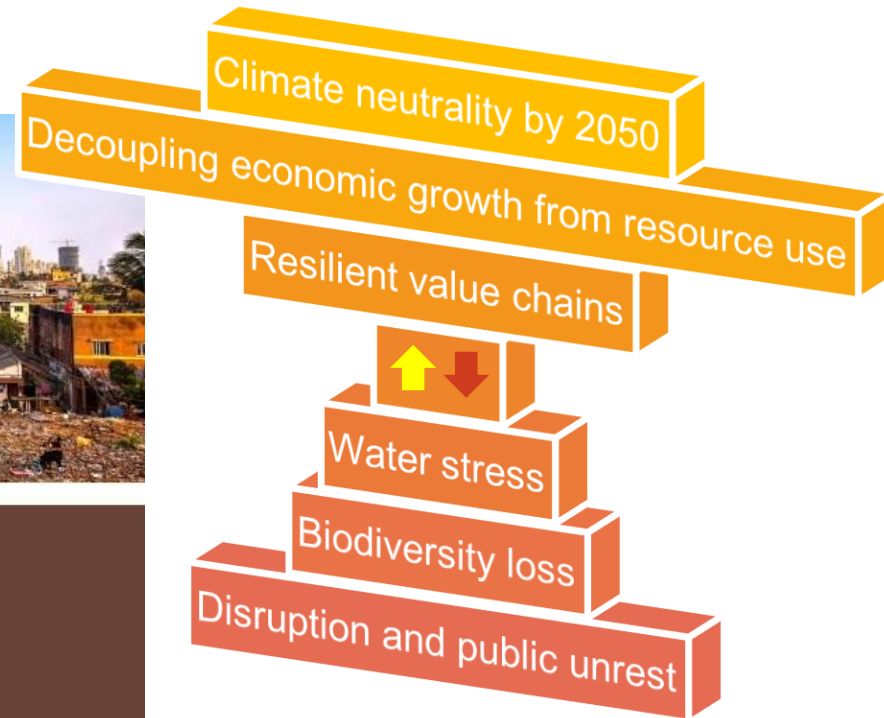 Climate neutrality by 2050
Decoupling economic growth from resource use
Resilient value chains
Water stress
Biodiversity loss
Disruption and public unrest